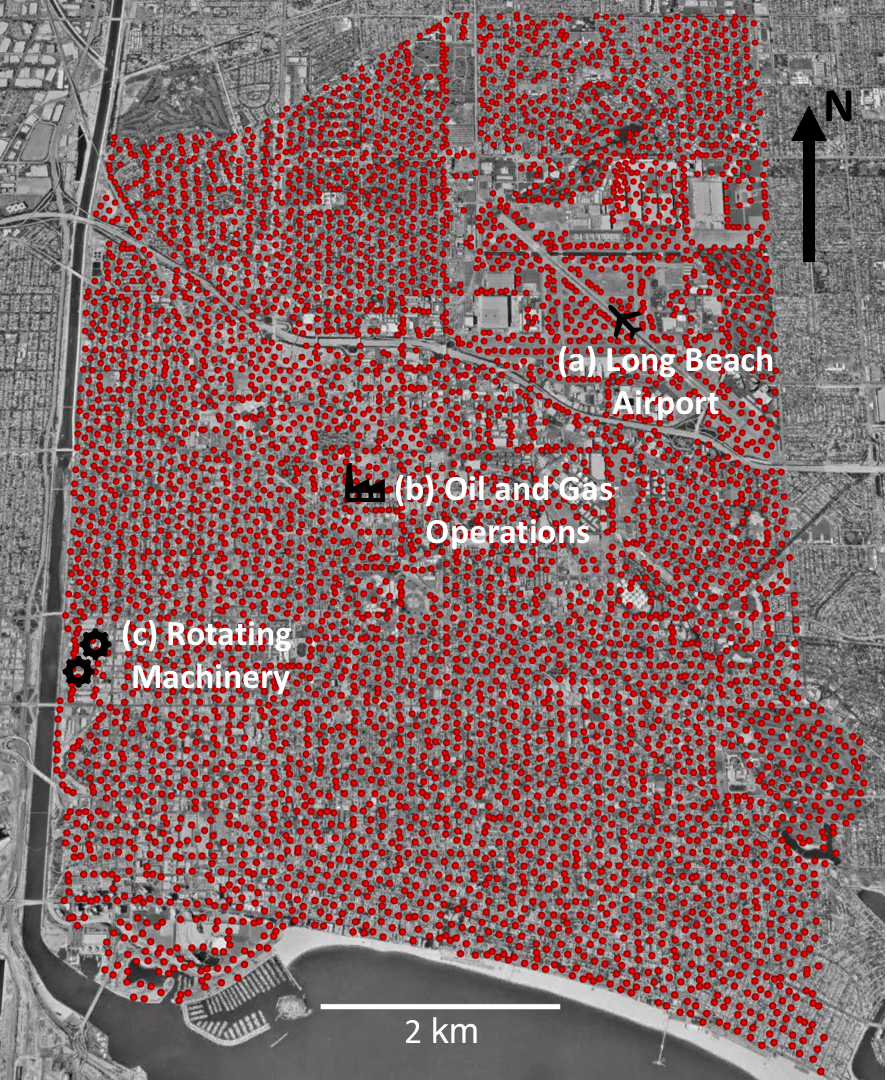 N
(a) Long Beach
Airport
(b) Oil and Gas
Operations
(c) Rotating
Machinery
2 km